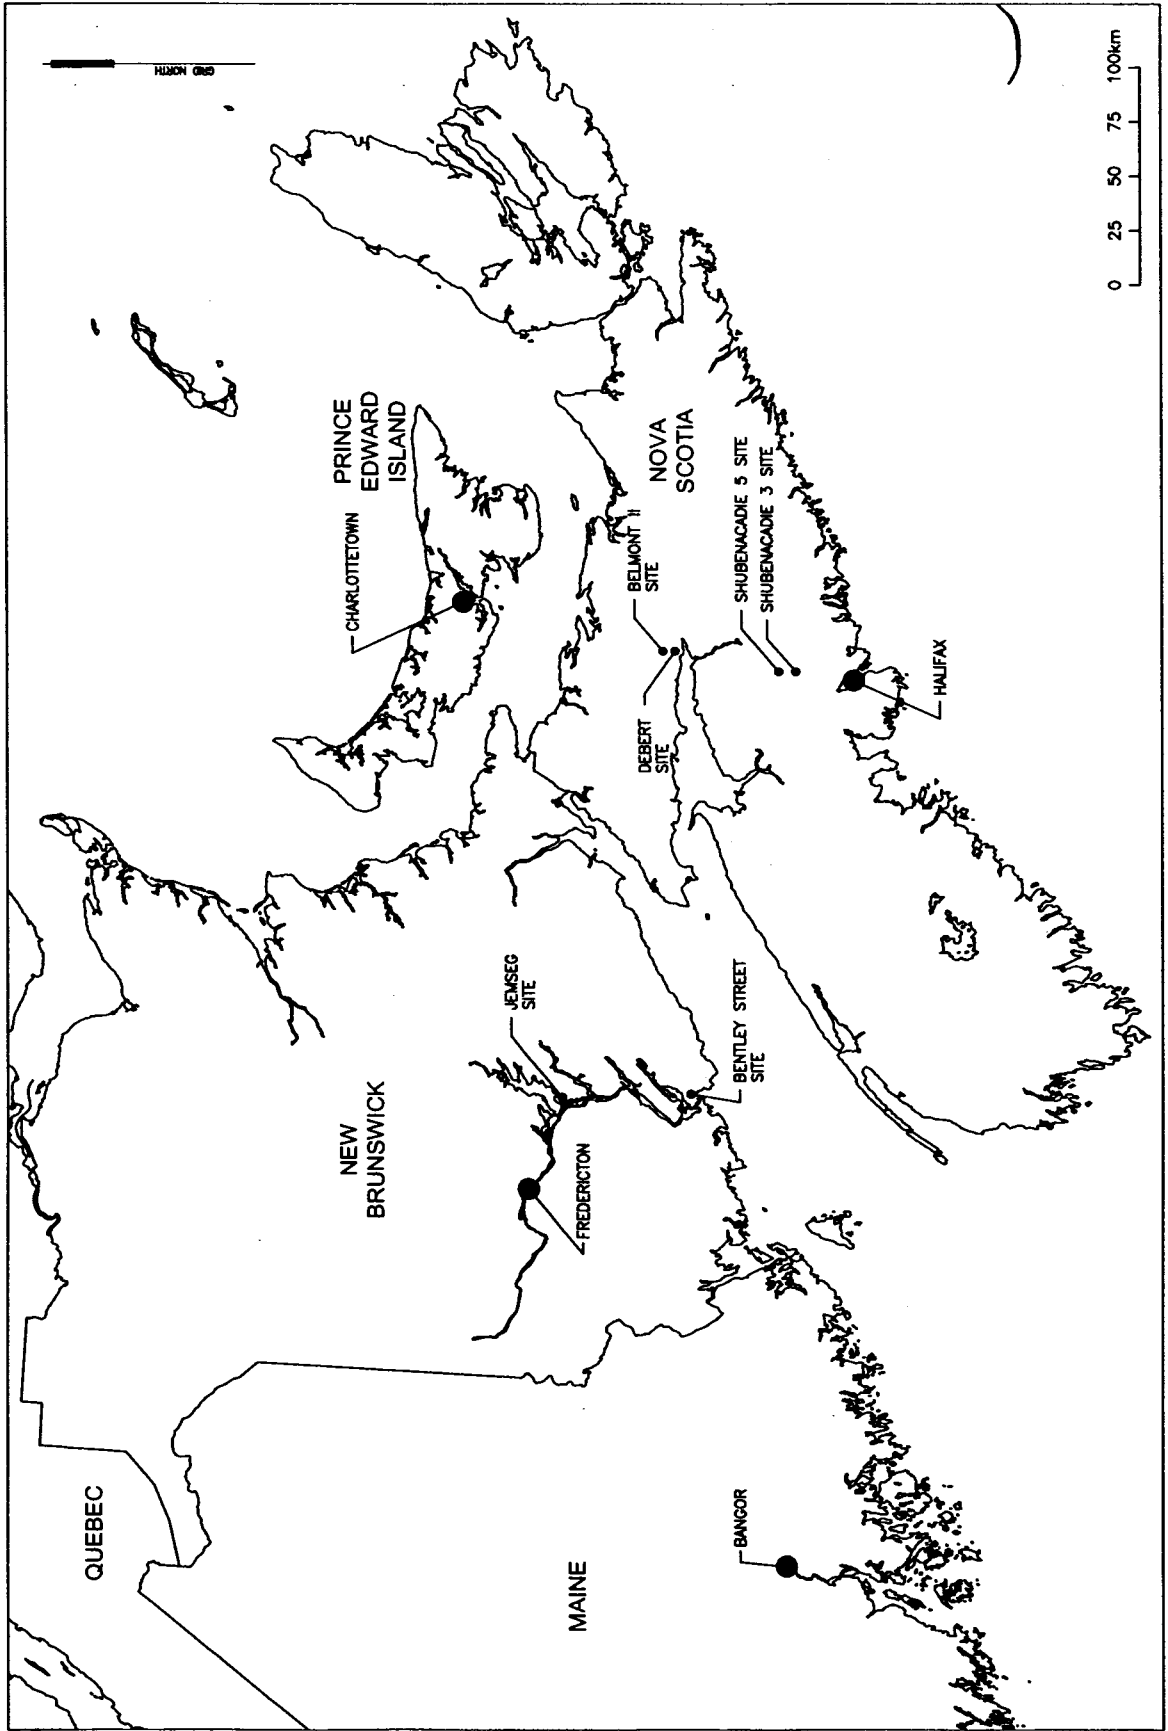 GRID NORTH
QUEBEC
NEW
BRUNSWICK
PRINCE
EDWARD
ISLAND
CHARLOTTETOWN
MAINE
FREDERICTON
JEMSEG
SITE
BELMONT II
SITE
NOVA
SCOTIA
DEBERT
SITE
BANGOR
BENTLEY STREET
SITE
SHUBENACADIE 5 SITE
SHUBENACADIE 3 SITE
HALIFAX
0 25 50 75 100km